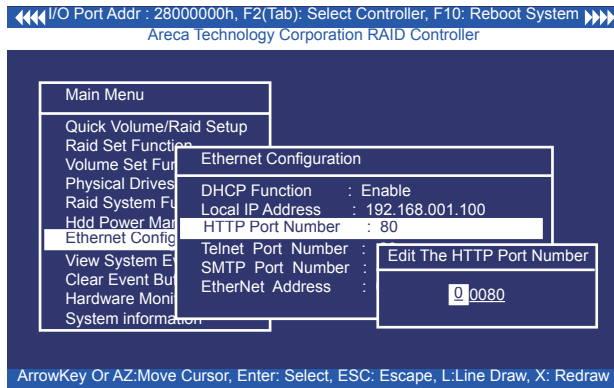 I/O Port Addr : 28000000h, F2(Tab): Select Controller, F10: Reboot System
Areca Technology Corporation RAID Controller
Main Menu
Quick Volume/Raid Setup
Raid Set Function
Volume Set Fun
Physical Drives
Raid System Fu
Hdd Power Man
Ethernet Config
View System Ev
Clear Event Buf
Hardware Moni
System information
Ethernet Configuration
DHCP Function : Enable
Local IP Address : 192.168.001.100
HTTP Port Number : 80
Telnet Port Number :
SMTP Port Number :
EtherNet Address :
Edit The HTTP Port Number
0 0080
ArrowKey Or AZ:Move Cursor, Enter: Select, ESC: Escape, L:Line Draw, X: Redraw